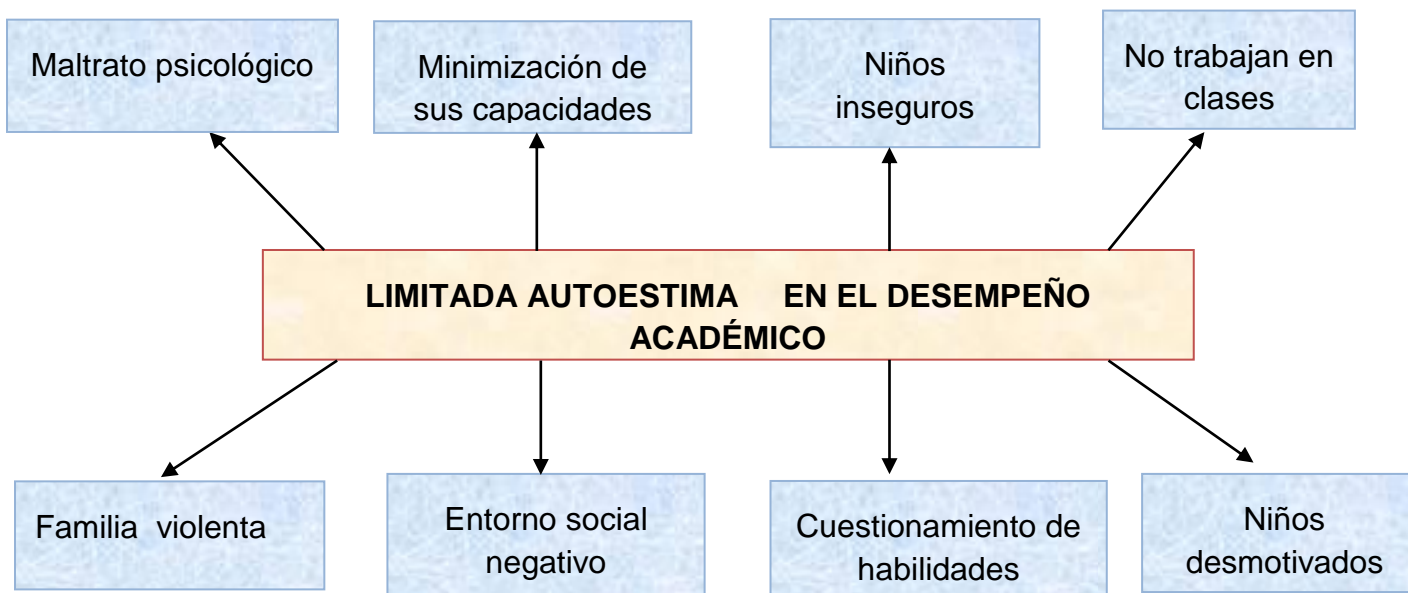 Maltrato psicológico
Minimización de
sus capacidades
Niños
inseguros
No trabajan en
clases
LIMITADA AUTOESTIMA EN EL DESEMPEÑO
ACADÉMICO
Familia violenta
Entorno social
negativo
Cuestionamiento de
habilidades
Niños
desmotivados